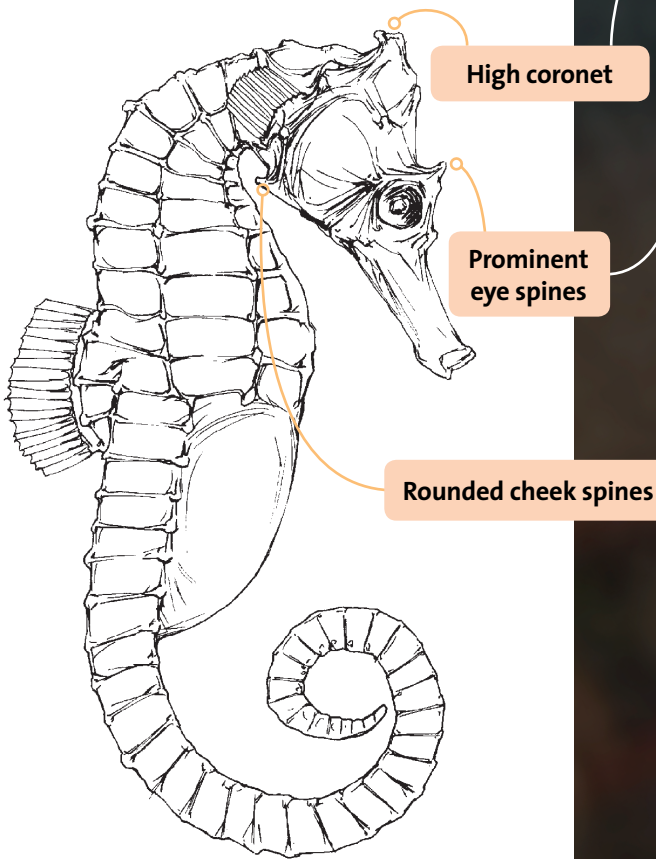 High coronet
Prominent
eye spines
Rounded cheek spines